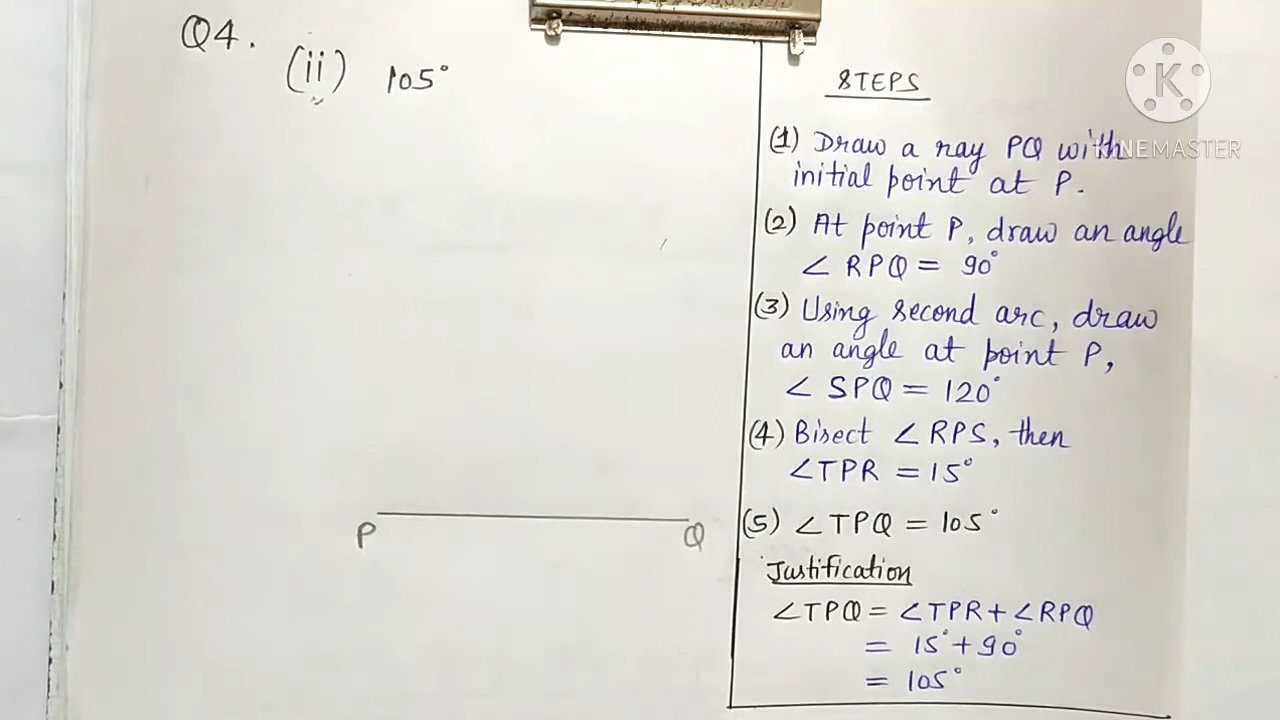 Q4.
(ii) 105°
P
Q
STEPS
(1) Draw a ray PQ with
initial point at P.
(2) At point P, draw an angle
∠ RPQ = 90°
(3) Using second arc, draw
an angle at point P,
∠ SPQ = 120°
(4) Bisect ∠RPS, then
∠TPR = 15°
(5) ∠TPQ = 105°
Justification
∠TPQ = ∠TPR + ∠RPQ
= 15° + 90°
= 105°
K
KINEMASTER